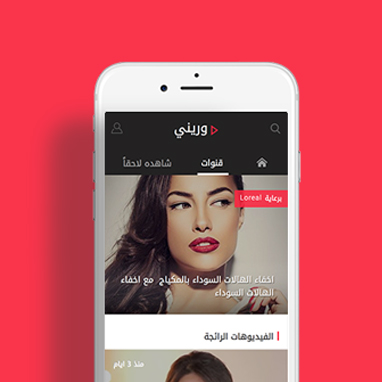 وريني
قنوات
شاهده لاحقاً
برعاية Loreal
اخفاء الهالات السوداء بالمكياج مع اخفاء
الهالات السوداء
الفيديوهات الرائجة
منذ 3 ايام